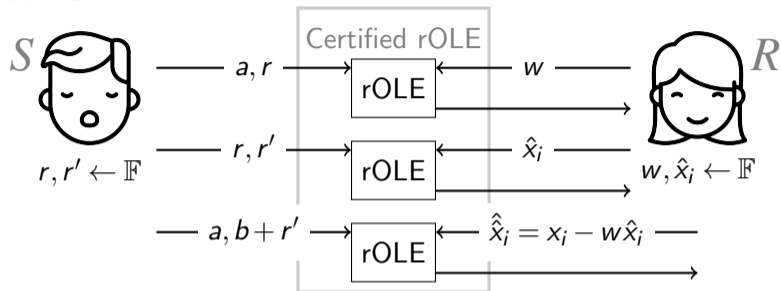 Certified rOLE
S
a, r
rOLE
w
R
r, r' ← 𝔽
r, r'
rOLE
x̂ᵢ
w, x̂ᵢ ← 𝔽
a, b + r'
rOLE
x̂̂ᵢ = xᵢ − wx̂ᵢ